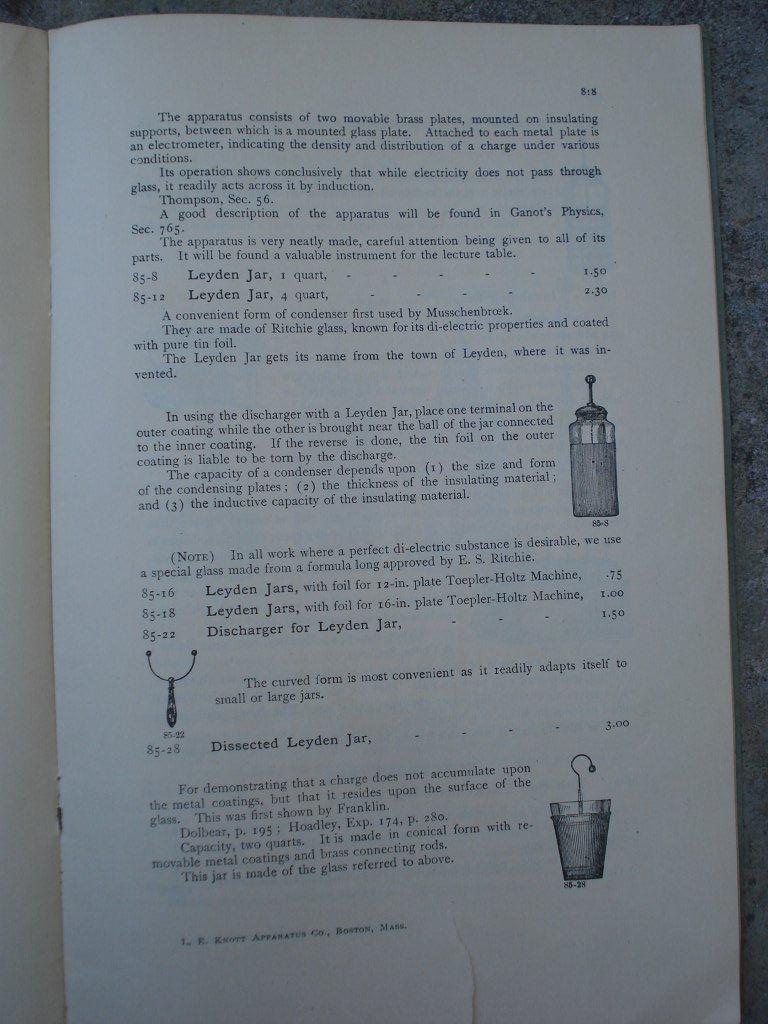 818
The apparatus consists of two movable brass plates, mounted on insulating
supports, between which is a mounted glass plate. Attached to each metal plate is
an electrometer, indicating the density and distribution of a charge under various
conditions.
Its operation shows conclusively that while electricity does not pass through
glass, it readily acts across it by induction.
Thompson, Sec. 56.
A good description of the apparatus will be found in Ganot's Physics,
Sec. 765.
The apparatus is very neatly made, careful attention being given to all of its
parts. It will be found a valuable instrument for the lecture table.
85-8 Leyden Jar, 1 quart, - - - - - 1.50
85-12 Leyden Jar, 4 quart, - - - - 2.30
A convenient form of condenser first used by Musschenbrœk.
They are made of Ritchie glass, known for its di-electric properties and coated
with pure tin foil.
The Leyden Jar gets its name from the town of Leyden, where it was in-
vented.
In using the discharger with a Leyden Jar, place one terminal on the
outer coating while the other is brought near the ball of the jar connected
to the inner coating. If the reverse is done, the tin foil on the outer
coating is liable to be torn by the discharge.
The capacity of a condenser depends upon (1) the size and form
of the condensing plates; (2) the thickness of the insulating material;
and (3) the inductive capacity of the insulating material.
85-8
(NOTE) In all work where a perfect di-electric substance is desirable, we use
a special glass made from a formula long approved by E. S. Ritchie.
85-16 Leyden Jars, with foil for 12-in. plate Toepler-Holtz Machine, .75
85-18 Leyden Jars, with foil for 16-in. plate Toepler-Holtz Machine, 1.00
85-22 Discharger for Leyden Jar, - - - 1.50
The curved form is most convenient as it readily adapts itself to
small or large jars.
85-22
85-28 Dissected Leyden Jar, - - - - 3.00
For demonstrating that a charge does not accumulate upon
the metal coatings, but that it resides upon the surface of the
glass. This was first shown by Franklin.
Dolbear, p. 195; Hoadley, Exp. 174, p. 280.
Capacity, two quarts. It is made in conical form with re-
movable metal coatings and brass connecting rods.
This jar is made of the glass referred to above.
85-28
L. E. KNOTT APPARATUS CO., BOSTON, MASS.